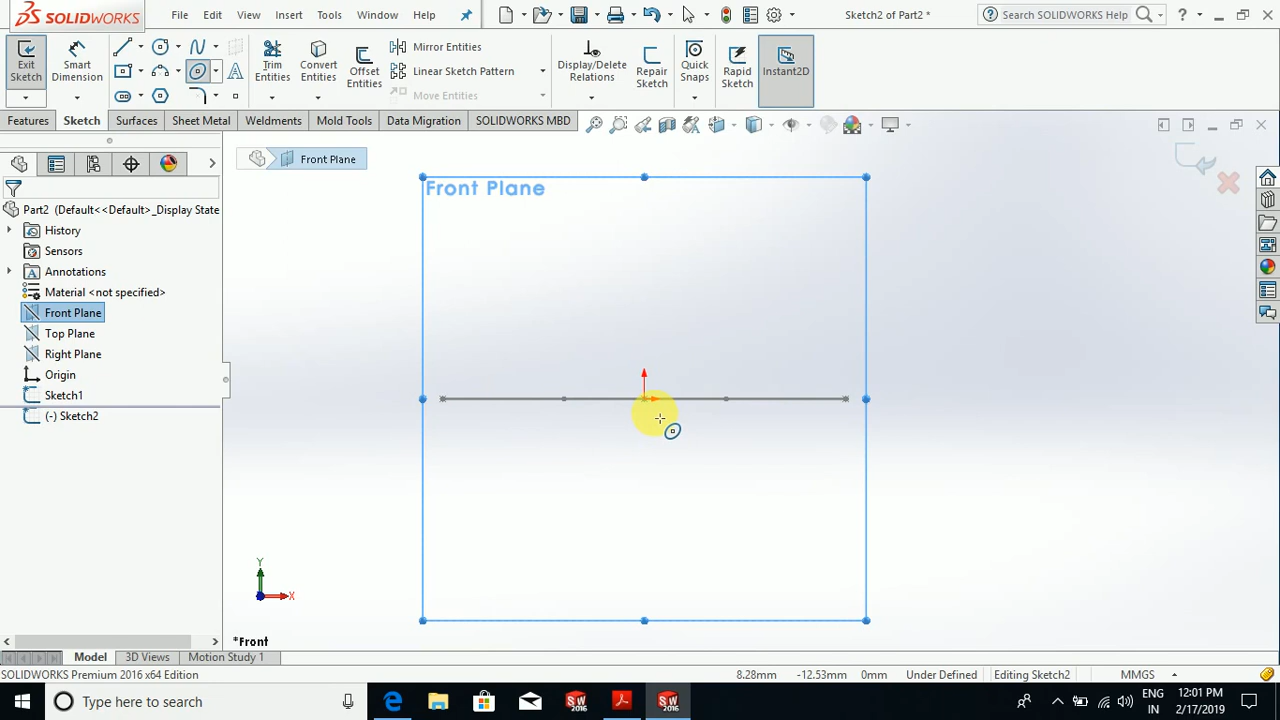 SOLIDWORKS
File
Edit
View
Insert
Tools
Window
Help
Sketch2 of Part2 *
Search SOLIDWORKS Help
?
Exit Sketch
Smart Dimension
Trim Entities
Convert Entities
Offset Entities
Mirror Entities
Linear Sketch Pattern
Move Entities
Display/Delete Relations
Repair Sketch
Quick Snaps
Rapid Sketch
Instant2D
Features
Sketch
Surfaces
Sheet Metal
Weldments
Mold Tools
Data Migration
SOLIDWORKS MBD
Front Plane
Front Plane
Part2 (Default<<Default>_Display State
History
Sensors
Annotations
Material <not specified>
Front Plane
Top Plane
Right Plane
Origin
Sketch1
(-) Sketch2
Y
X
*Front
Model
3D Views
Motion Study 1
SOLIDWORKS Premium 2016 x64 Edition
8.28mm
-12.53mm
0mm
Under Defined
Editing Sketch2
MMGS
Type here to search
SW 2016
SW 2016
ENG
IN
12:01 PM
2/17/2019
2